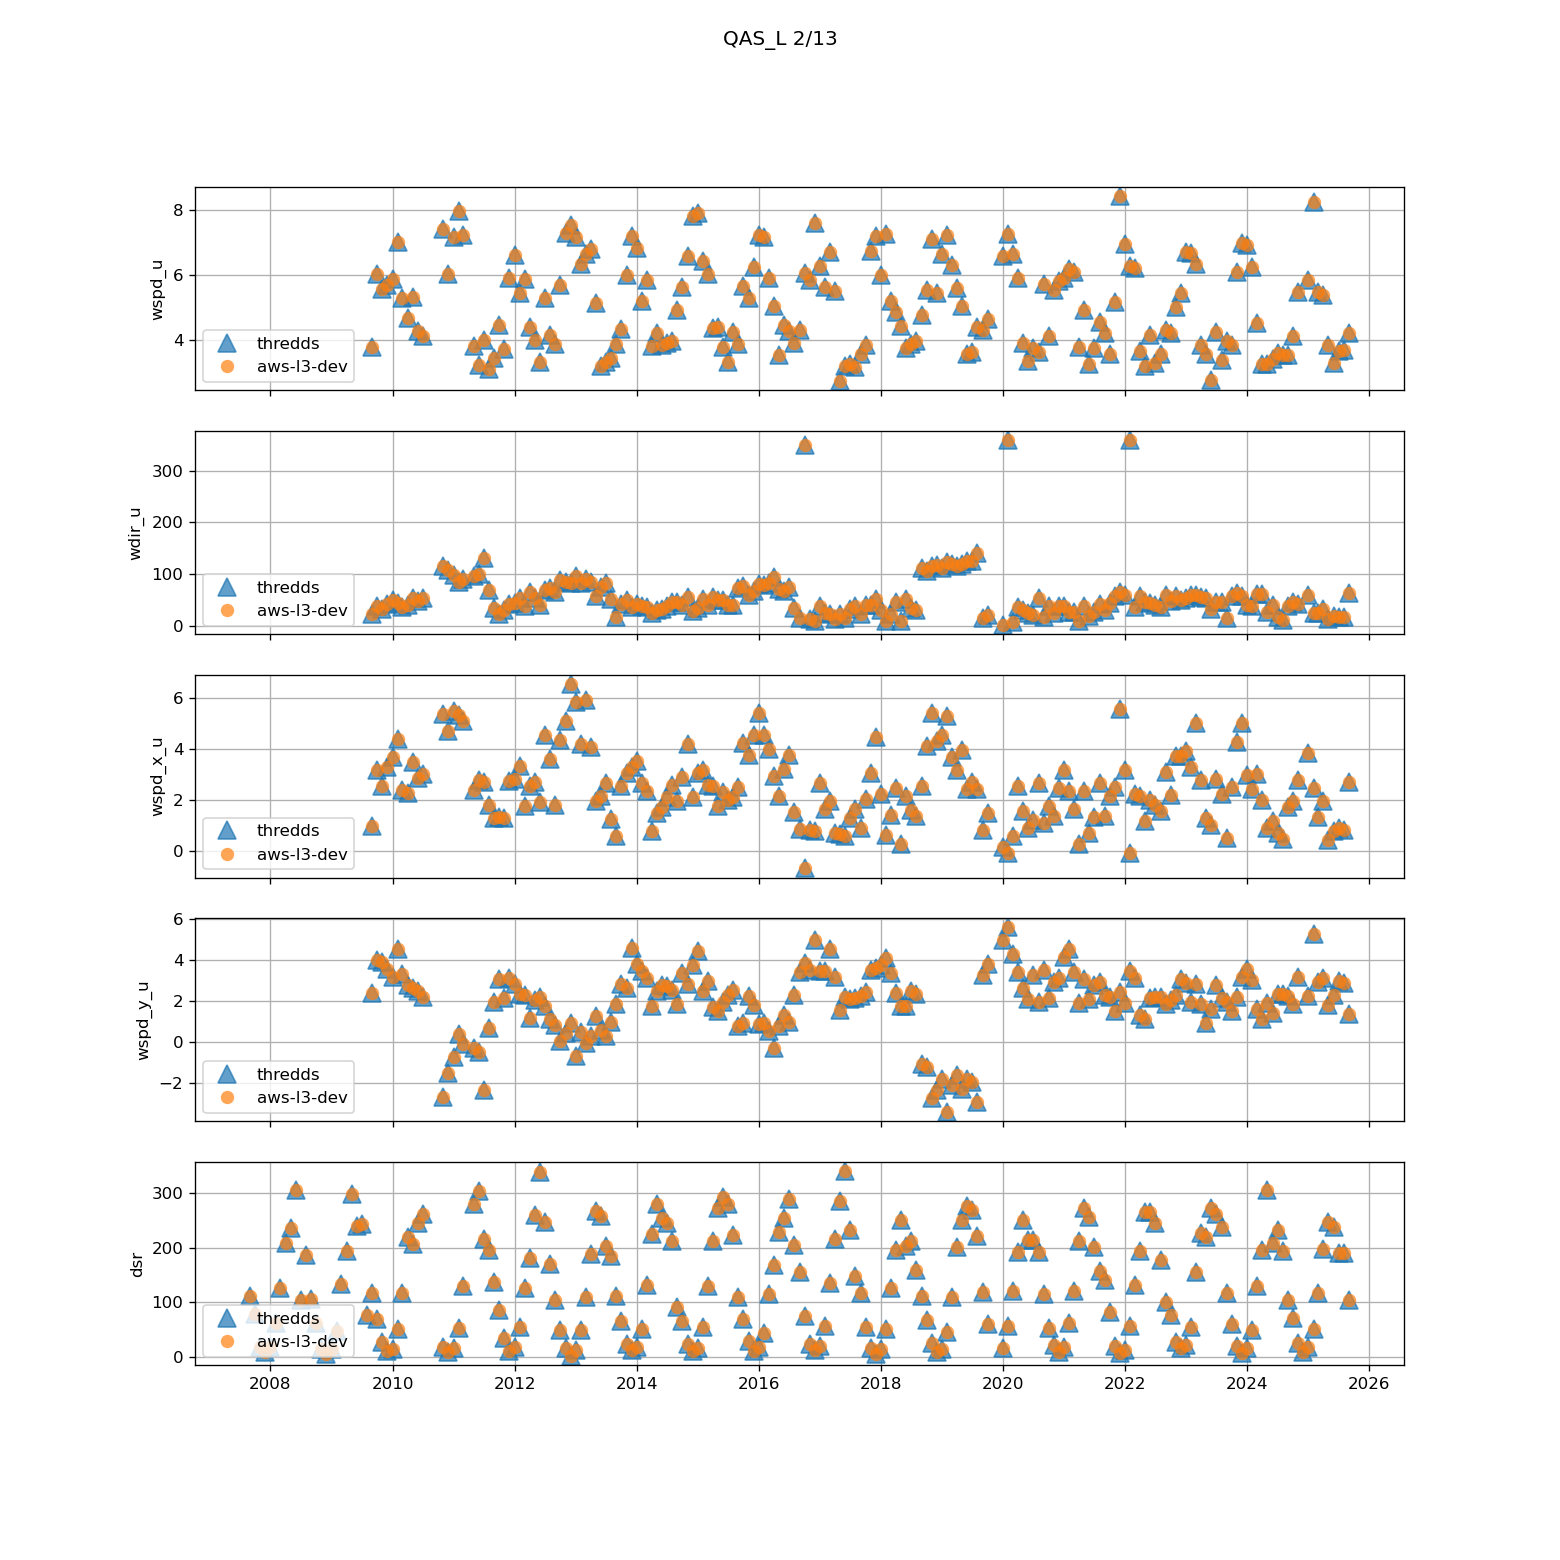 QAS_L 2/13
8
6
4
wspd_u
thredds
aws-l3-dev
300
200
100
0
wdir_u
thredds
aws-l3-dev
6
4
2
0
wspd_x_u
thredds
aws-l3-dev
6
4
2
0
−2
wspd_y_u
thredds
aws-l3-dev
300
200
100
0
dsr
thredds
aws-l3-dev
2008 2010 2012 2014 2016 2018 2020 2022 2024 2026